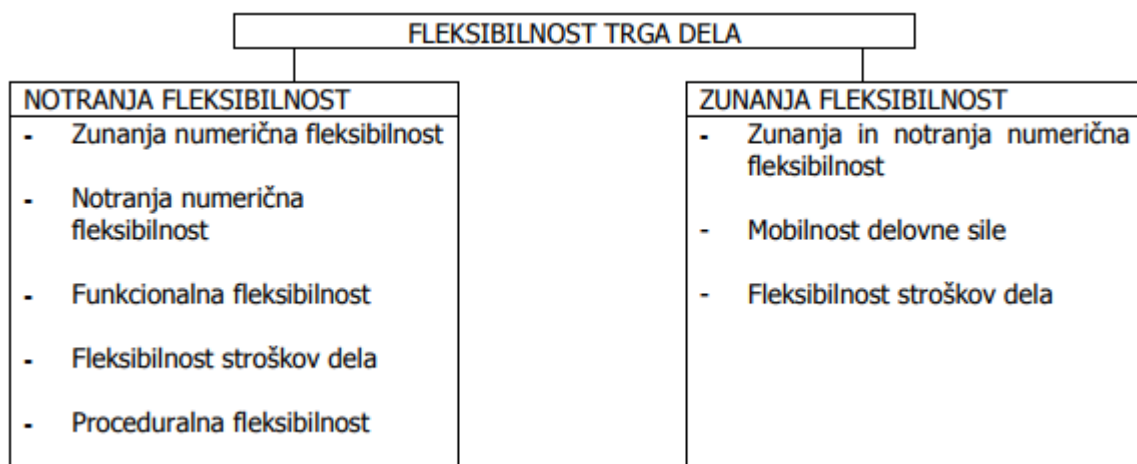 FLEKSIBILNOST TRGA DELA
NOTRANJA FLEKSIBILNOST
- Zunanja numerična fleksibilnost
- Notranja numerična
fleksibilnost
- Funkcionalna fleksibilnost
- Fleksibilnost stroškov dela
- Proceduralna fleksibilnost
ZUNANJA FLEKSIBILNOST
- Zunanja in notranja numerična
fleksibilnost
- Mobilnost delovne sile
- Fleksibilnost stroškov dela